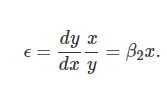 ϵ = dy/dx x/y = β₂x.